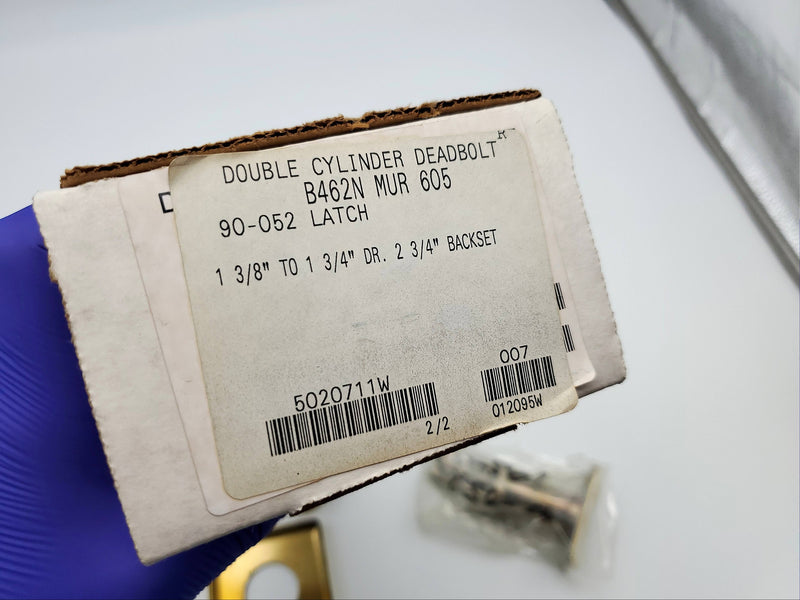 R
DOUBLE CYLINDER DEADBOLT
B462N MUR 605
90-052 LATCH
1 3/8" TO 1 3/4" DR. 2 3/4" BACKSET
5020711W
007
012095W
2/2
D